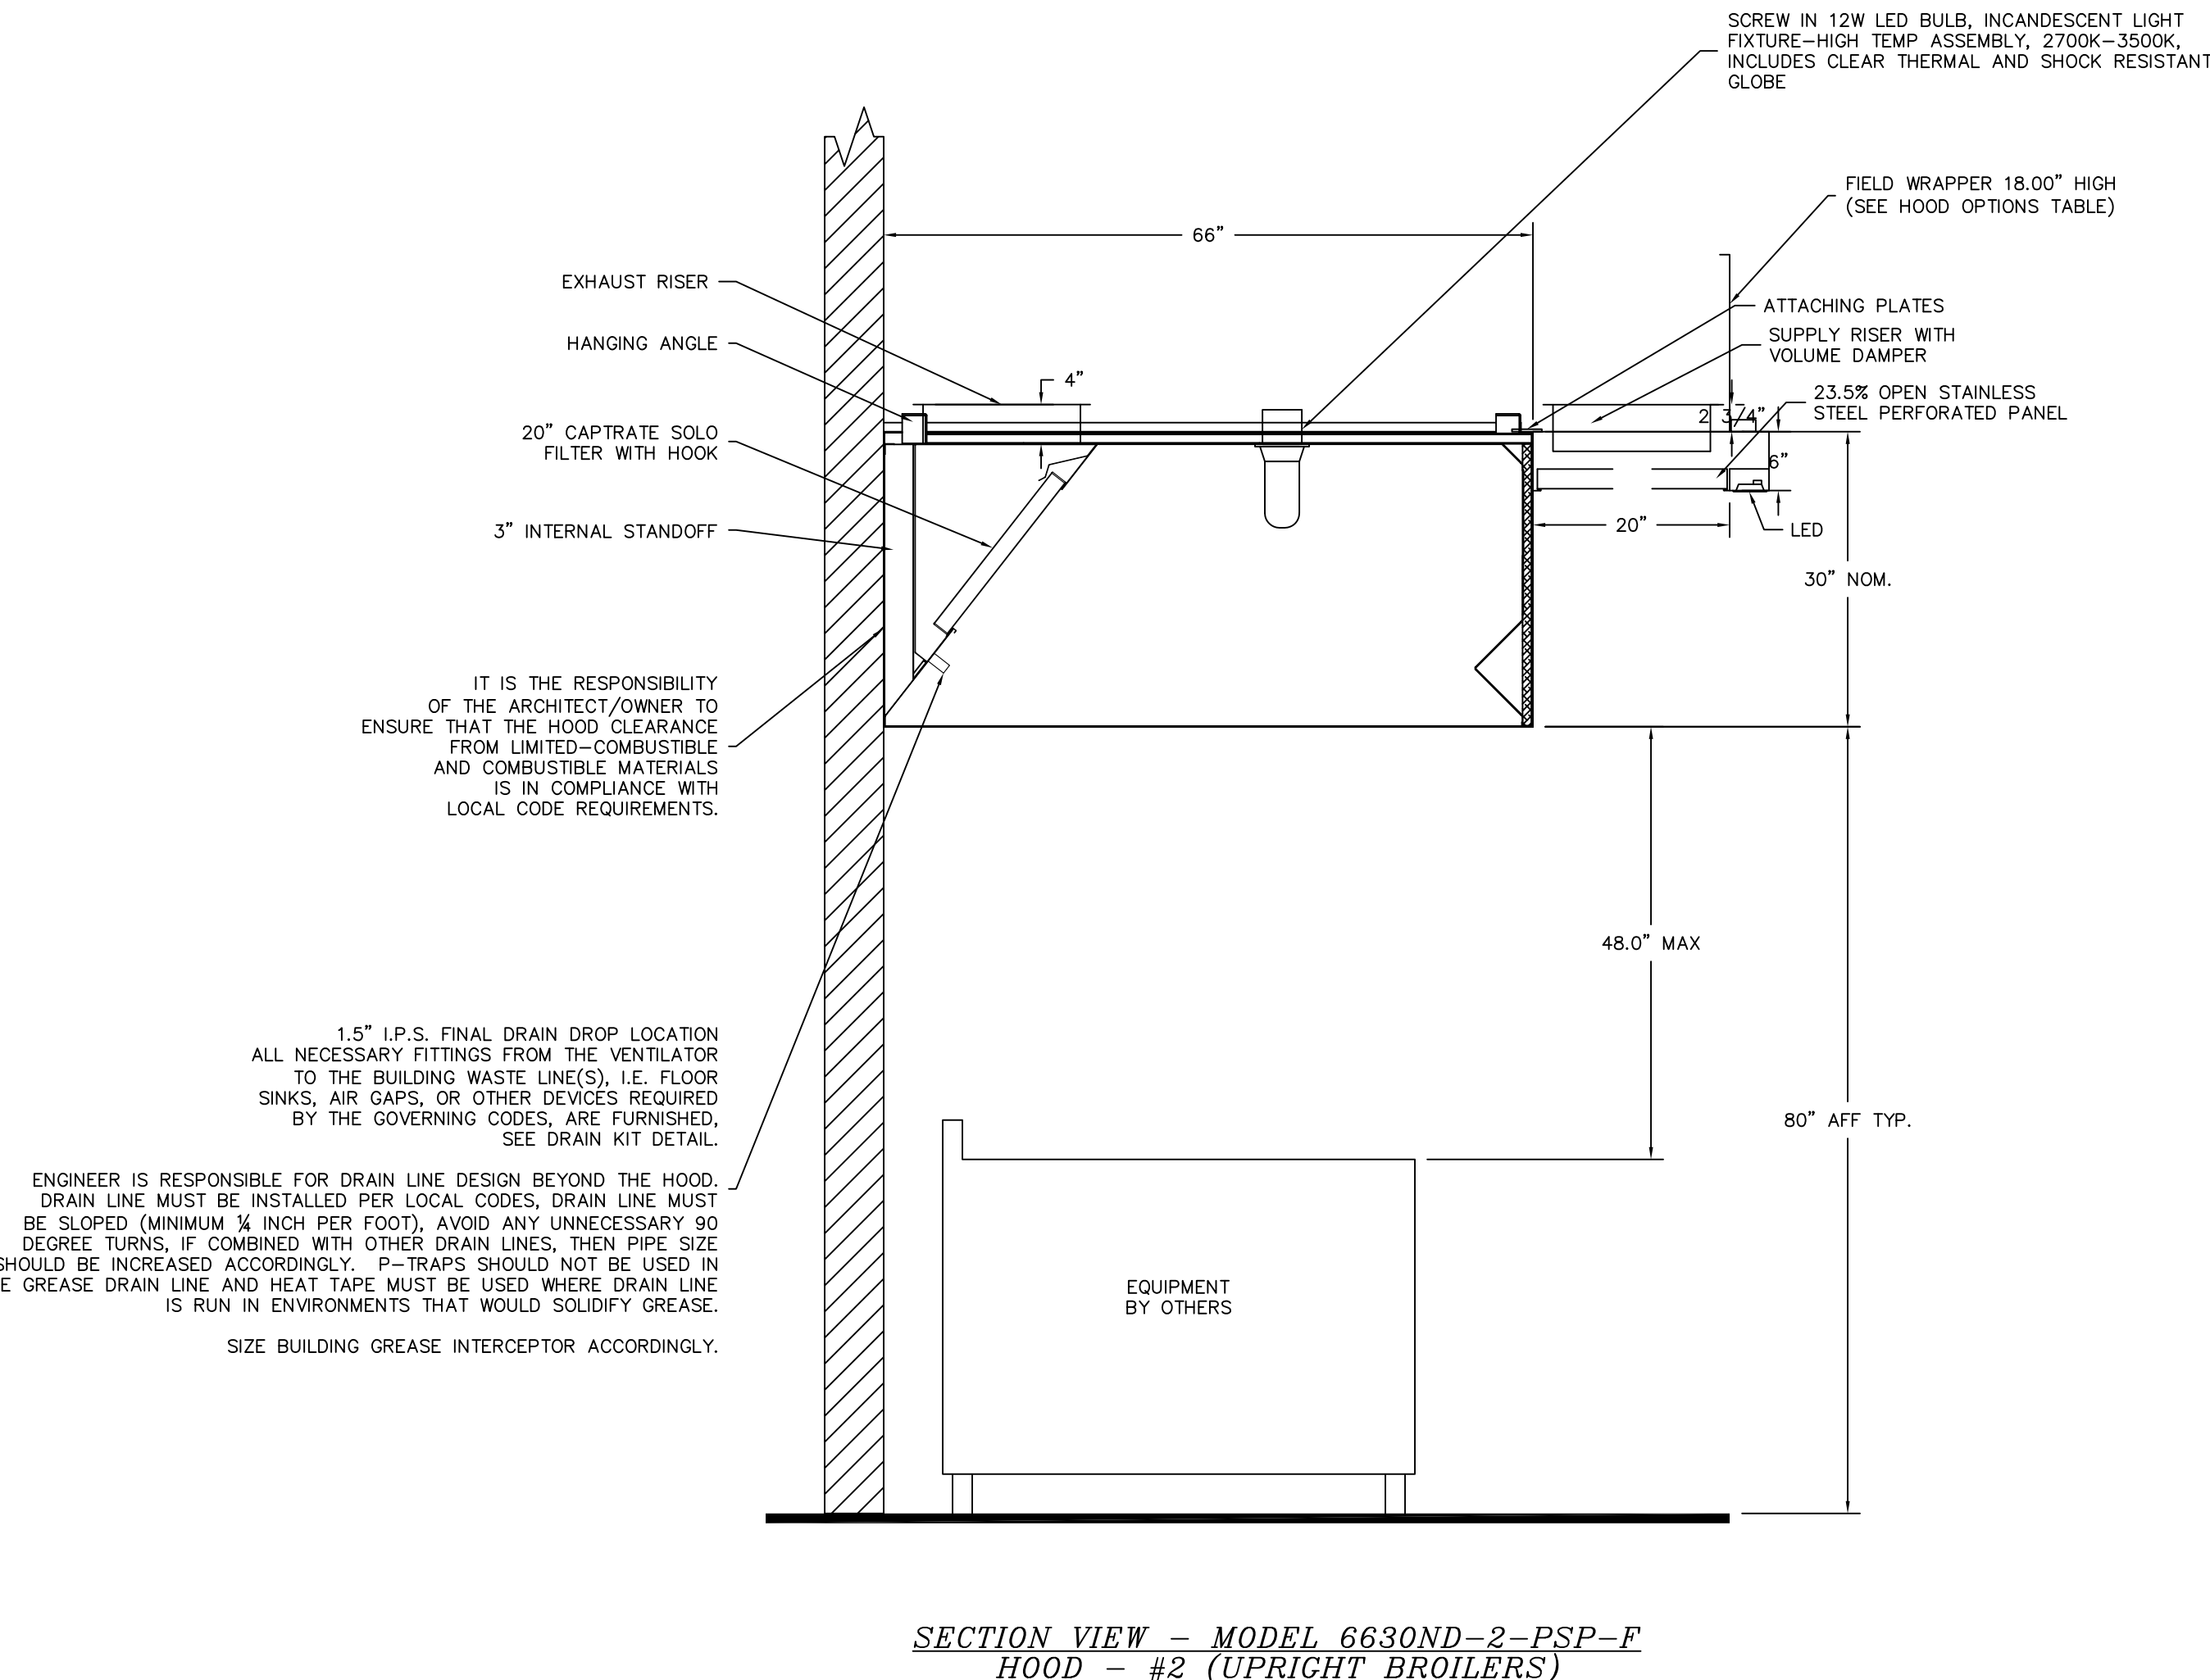 SCREW IN 12W LED BULB, INCANDESCENT LIGHT
FIXTURE-HIGH TEMP ASSEMBLY, 2700K-3500K,
INCLUDES CLEAR THERMAL AND SHOCK RESISTANT
GLOBE
FIELD WRAPPER 18.00" HIGH
(SEE HOOD OPTIONS TABLE)
66"
EXHAUST RISER
HANGING ANGLE
4"
ATTACHING PLATES
SUPPLY RISER WITH
VOLUME DAMPER
23.5% OPEN STAINLESS
STEEL PERFORATED PANEL
2 3/4"
6"
20" CAPTRATE SOLO
FILTER WITH HOOK
3" INTERNAL STANDOFF
20"
LED
30" NOM.
IT IS THE RESPONSIBILITY
OF THE ARCHITECT/OWNER TO
ENSURE THAT THE HOOD CLEARANCE
FROM LIMITED-COMBUSTIBLE
AND COMBUSTIBLE MATERIALS
IS IN COMPLIANCE WITH
LOCAL CODE REQUIREMENTS.
48.0" MAX
80" AFF TYP.
1.5" I.P.S. FINAL DRAIN DROP LOCATION
ALL NECESSARY FITTINGS FROM THE VENTILATOR
TO THE BUILDING WASTE LINE(S), I.E. FLOOR
SINKS, AIR GAPS, OR OTHER DEVICES REQUIRED
BY THE GOVERNING CODES, ARE FURNISHED,
SEE DRAIN KIT DETAIL.
ENGINEER IS RESPONSIBLE FOR DRAIN LINE DESIGN BEYOND THE HOOD.
DRAIN LINE MUST BE INSTALLED PER LOCAL CODES, DRAIN LINE MUST
BE SLOPED (MINIMUM ¼ INCH PER FOOT), AVOID ANY UNNECESSARY 90
DEGREE TURNS, IF COMBINED WITH OTHER DRAIN LINES, THEN PIPE SIZE
SHOULD BE INCREASED ACCORDINGLY.  P-TRAPS SHOULD NOT BE USED IN
E GREASE DRAIN LINE AND HEAT TAPE MUST BE USED WHERE DRAIN LINE
IS RUN IN ENVIRONMENTS THAT WOULD SOLIDIFY GREASE.
SIZE BUILDING GREASE INTERCEPTOR ACCORDINGLY.
EQUIPMENT
BY OTHERS
SECTION VIEW - MODEL 6630ND-2-PSP-F
HOOD - #2 (UPRIGHT BROILERS)